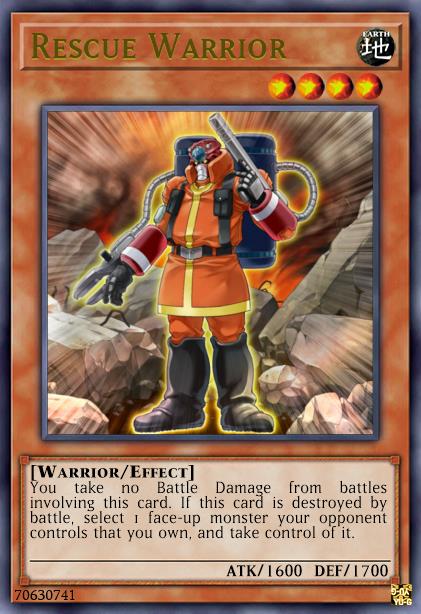 RESCUE WARRIOR
EARTH
地
[WARRIOR/EFFECT]
You take no Battle Damage from battles
involving this card. If this card is destroyed by
battle, select 1 face-up monster your opponent
controls that you own, and take control of it.
ATK/1600 DEF/1700
70630741